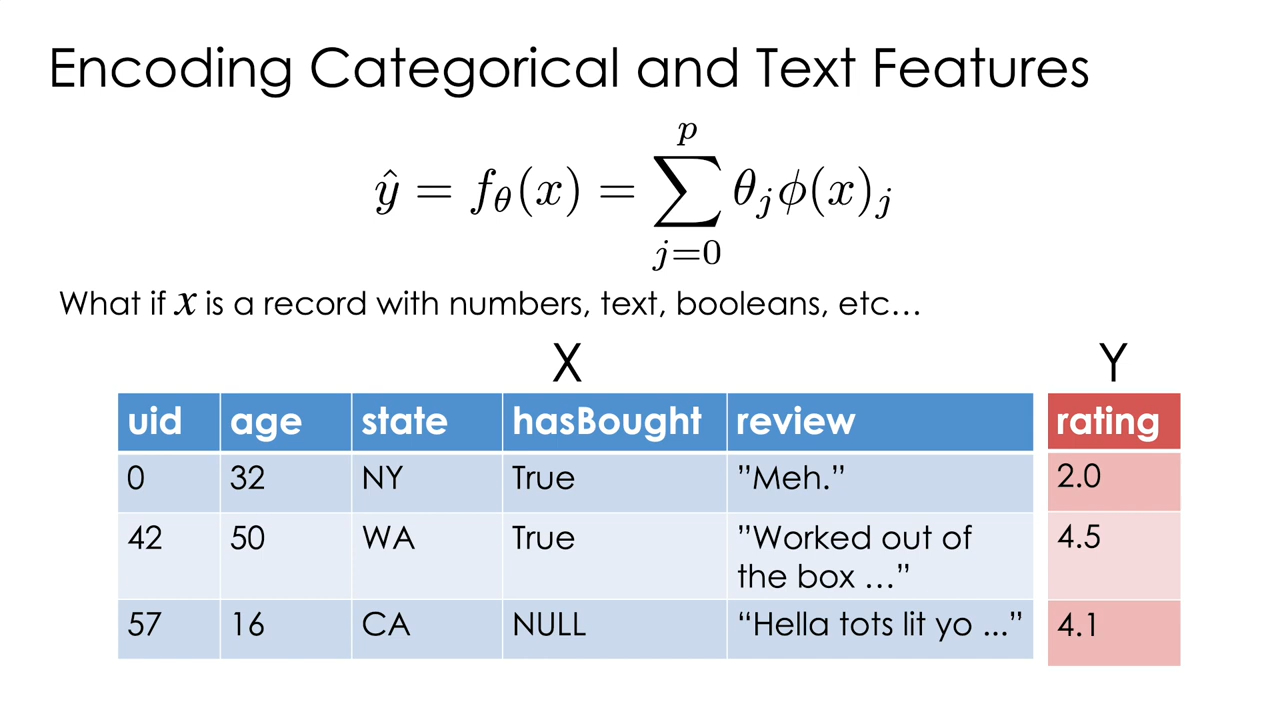 Encoding Categorical and Text Features
p
ŷ = f_θ(x) = ∑ θ_j ϕ(x)_j
j=0
What if x is a record with numbers, text, booleans, etc…
X Y
uid age state hasBought review rating
0 32 NY True ”Meh.” 2.0
42 50 WA True ”Worked out of 4.5
the box …”
57 16 CA NULL “Hella tots lit yo ...” 4.1